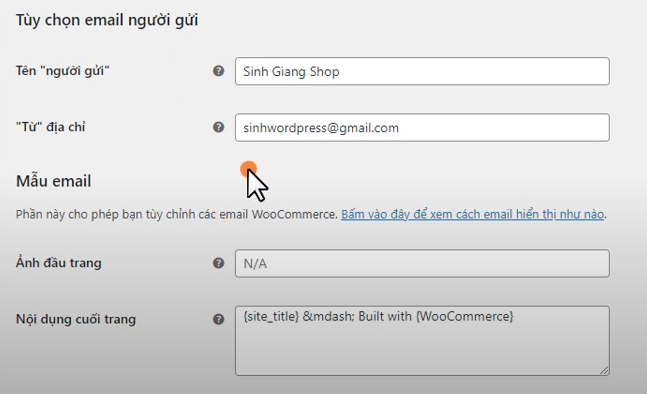 Tùy chọn email người gửi
Tên "người gửi"
Sinh Giang Shop
"Từ" địa chỉ
sinhwordpress@gmail.com
Mẫu email
Phần này cho phép bạn tùy chỉnh các email WooCommerce. Bấm vào đây để xem cách email hiển thị như nào.
Ảnh đầu trang
N/A
Nội dụng cuối trang
{site_title} &mdash; Built with {WooCommerce}